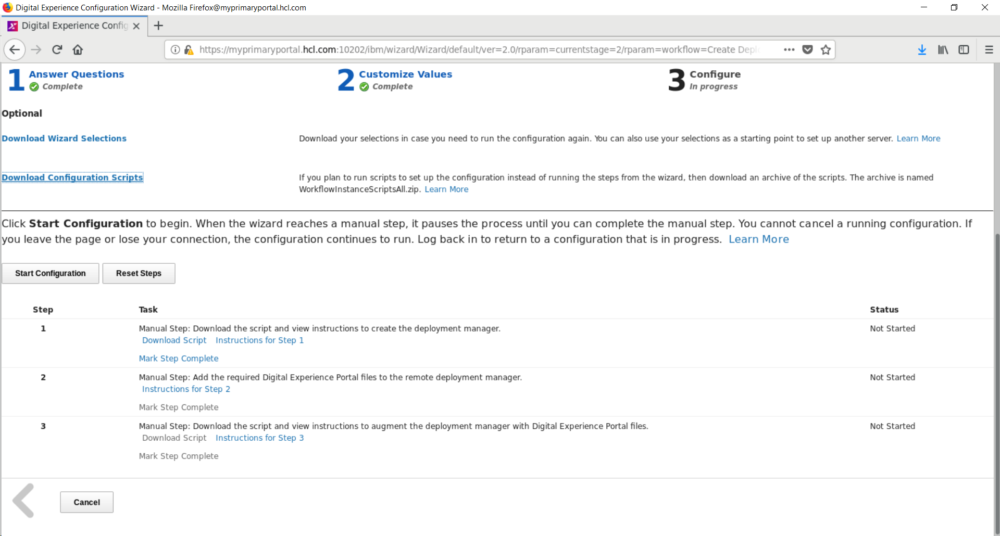 Digital Experience Configuration Wizard - Mozilla Firefox@myprimaryportal.hcl.com
Digital Experience Config
https://myprimaryportal.hcl.com:10202/ibm/wizard/Wizard/default/ver=2.0/rparam=currentstage=2/rparam=workflow=Create Deplo
1 Answer Questions
Complete
2 Customize Values
Complete
3 Configure
In progress
Optional
Download Wizard Selections
Download your selections in case you need to run the configuration again. You can also use your selections as a starting point to set up another server. Learn More
Download Configuration Scripts
If you plan to run scripts to set up the configuration instead of running the steps from the wizard, then download an archive of the scripts. The archive is named
WorkflowInstanceScriptsAll.zip. Learn More
Click Start Configuration to begin. When the wizard reaches a manual step, it pauses the process until you can complete the manual step. You cannot cancel a running configuration. If
you leave the page or lose your connection, the configuration continues to run. Log back in to return to a configuration that is in progress. Learn More
Start Configuration Reset Steps
Step Task Status
1 Manual Step: Download the script and view instructions to create the deployment manager. Not Started
Download Script Instructions for Step 1
Mark Step Complete
2 Manual Step: Add the required Digital Experience Portal files to the remote deployment manager. Not Started
Instructions for Step 2
Mark Step Complete
3 Manual Step: Download the script and view instructions to augment the deployment manager with Digital Experience Portal files. Not Started
Download Script Instructions for Step 3
Mark Step Complete
Cancel